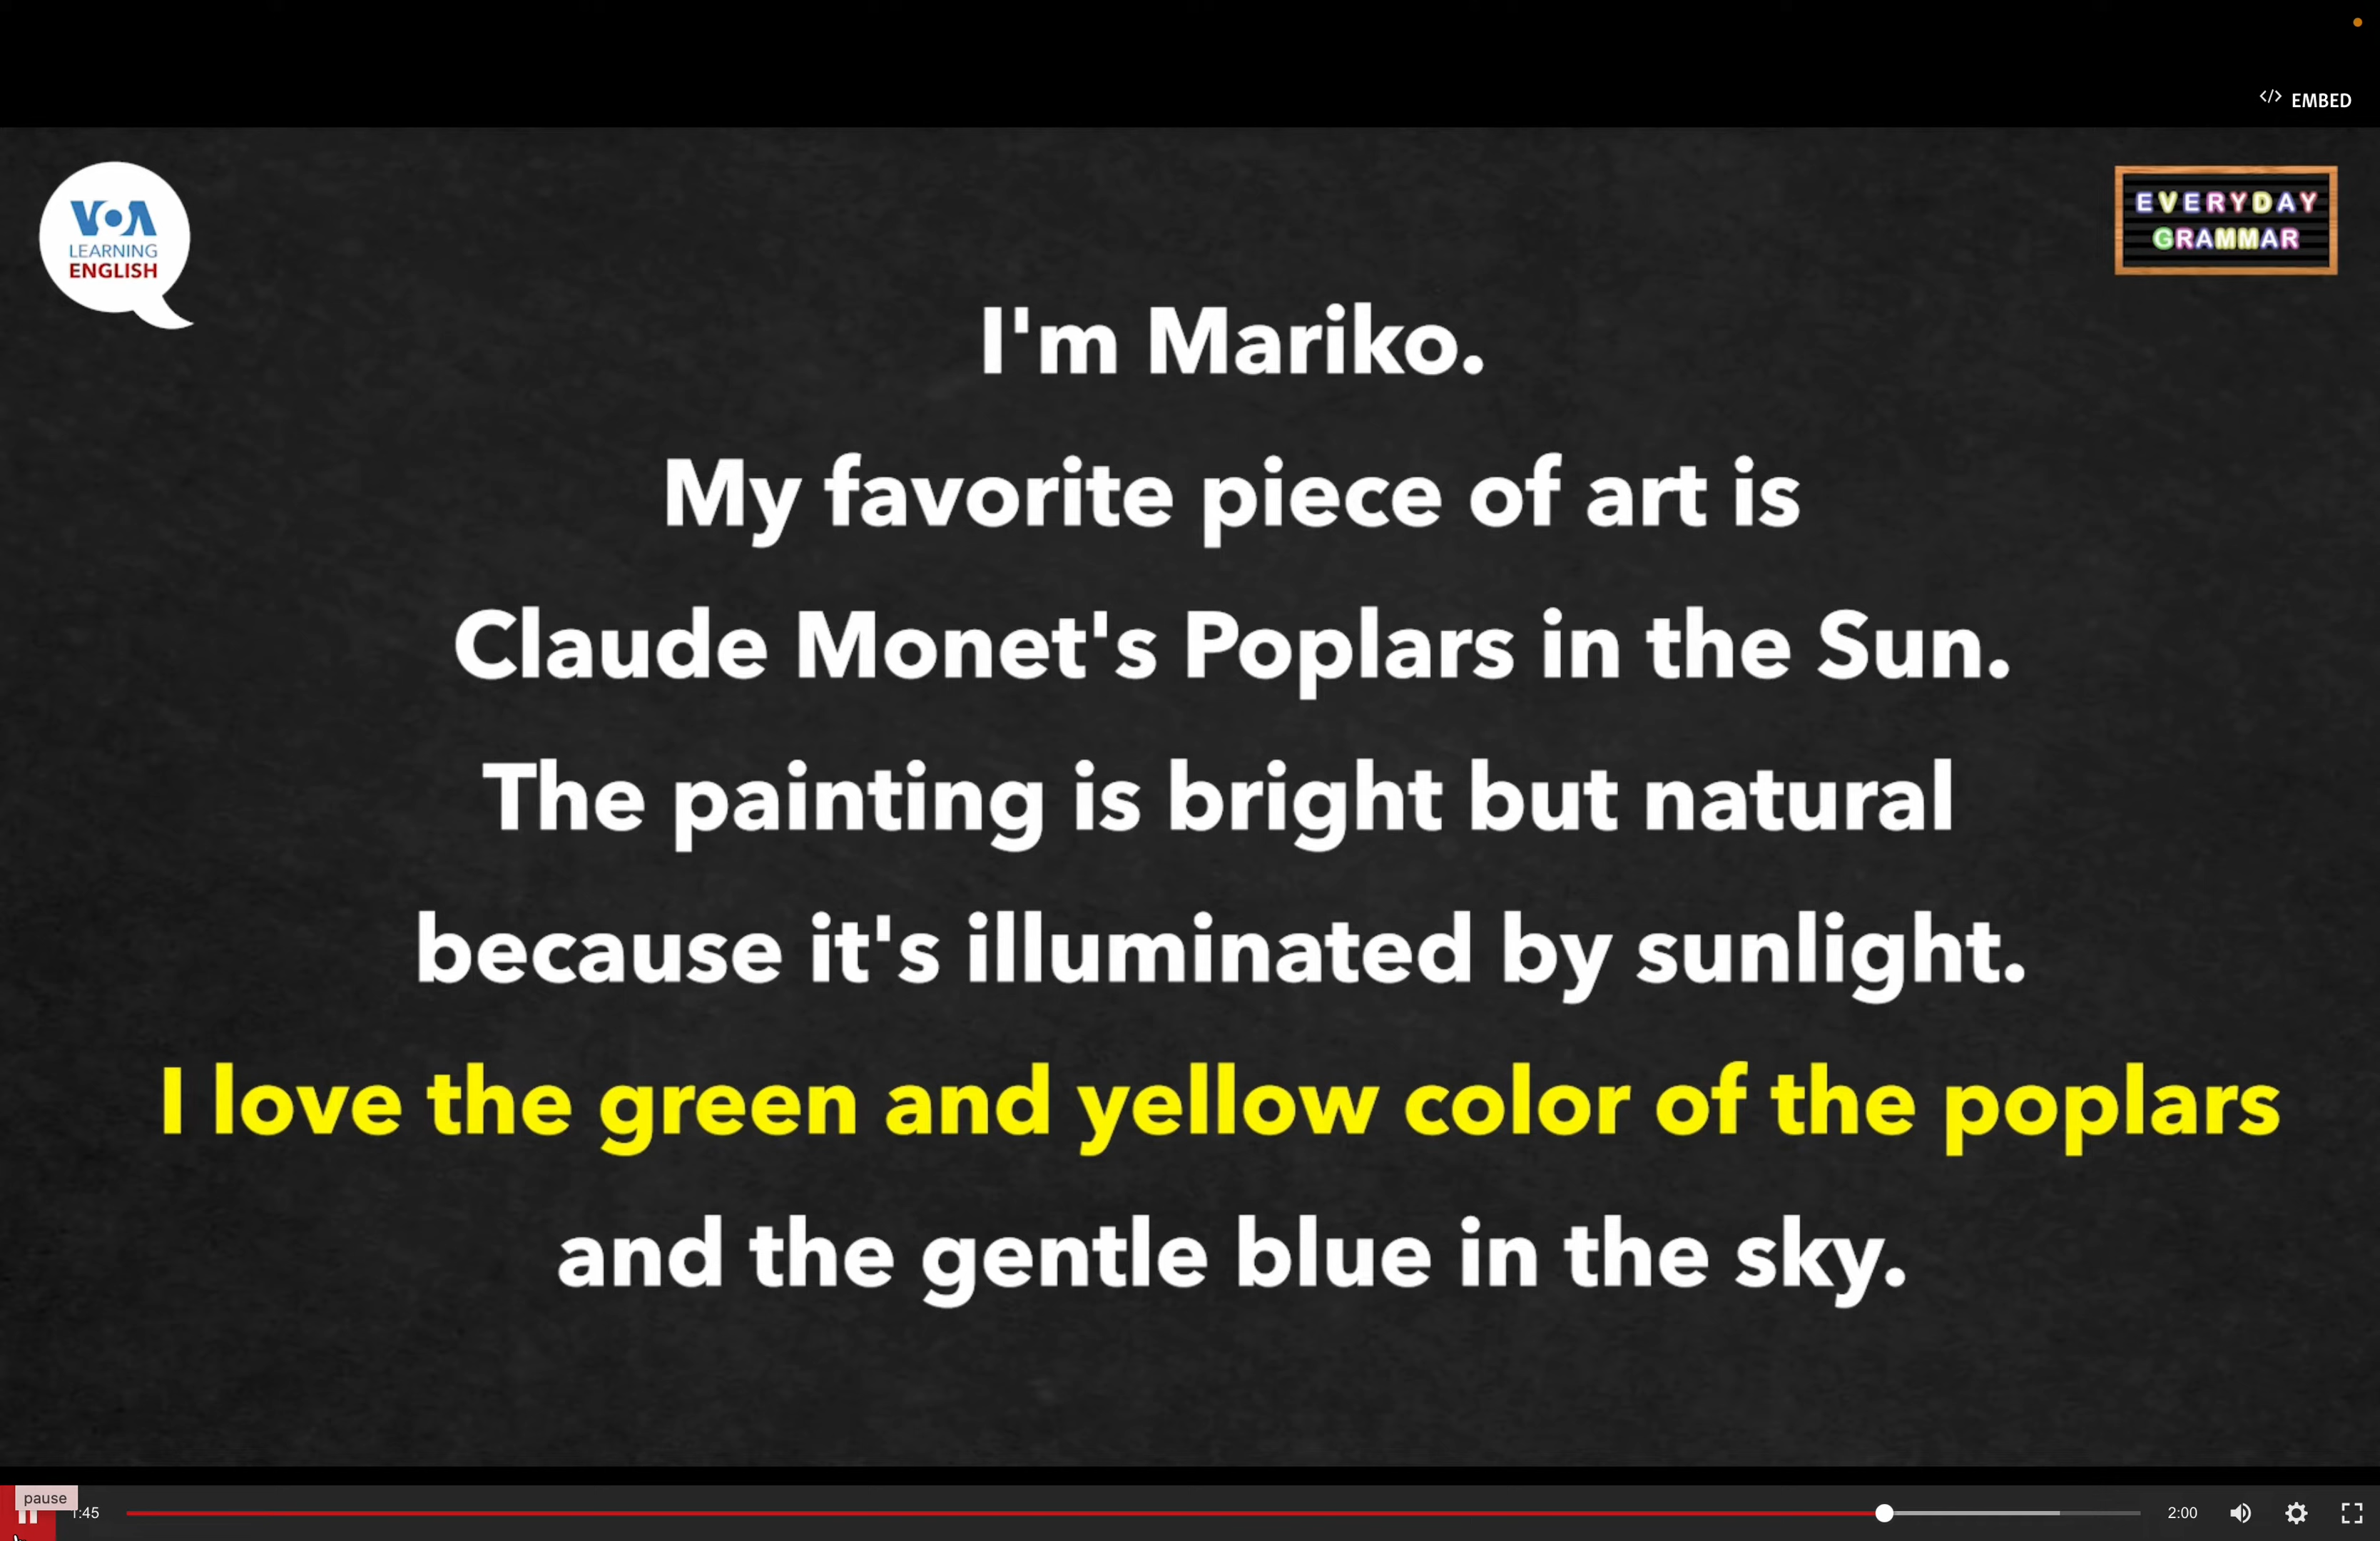 EMBED
VOA
LEARNING
ENGLISH
EVERYDAY
GRAMMAR
I'm Mariko.
My favorite piece of art is
Claude Monet's Poplars in the Sun.
The painting is bright but natural
because it's illuminated by sunlight.
I love the green and yellow color of the poplars
and the gentle blue in the sky.
pause
1:45
2:00